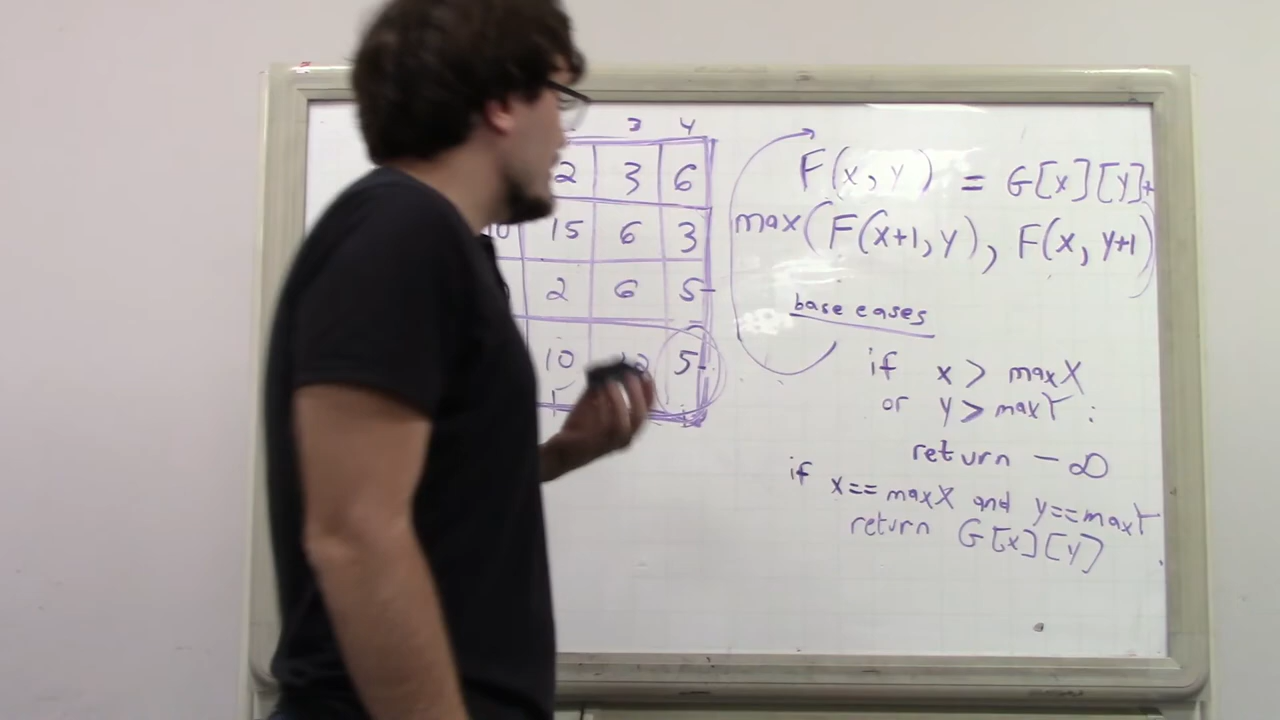 3 4
2 3 6
15 6 3
2 6 5
10 5
F(x, y) = G[x][y]+
max(F(x+1, y), F(x, y+1)
base cases
if x > maxX
or y > maxY :
return -∞
if x== maxX and y==maxY
return G[x][y]